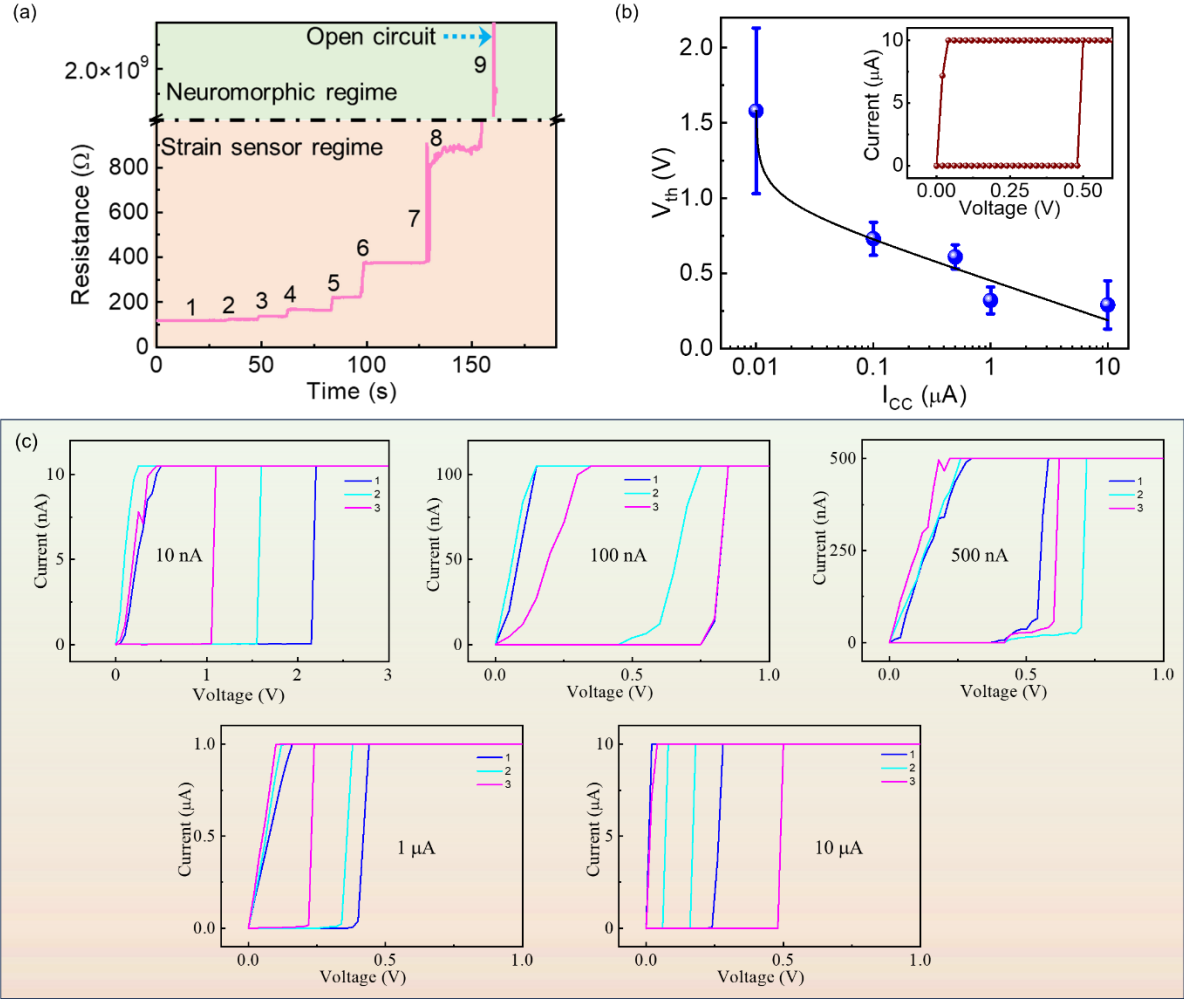 (a)
Open circuit
2.0×10⁹
9
Neuromorphic regime
Strain sensor regime
800
8
600
7
400
6
5
200
4
3
2
1
0
Resistance (Ω)
0
50
100
150
Time (s)
(b)
2.0
1.5
1.0
0.5
0.0
V_th (V)
0.01
0.1
1
10
I_CC (μA)
10
5
0
Current (μA)
0.00
0.25
0.50
Voltage (V)
(c)
10
5
0
Current (nA)
1
2
3
10 nA
0
1
2
3
Voltage (V)
100
50
0
Current (nA)
1
2
3
100 nA
0.0
0.5
1.0
Voltage (V)
500
250
0
Current (nA)
1
2
3
500 nA
0.0
0.5
1.0
Voltage (V)
1.0
0.5
0.0
Current (μA)
1
2
3
1 μA
0.0
0.5
1.0
Voltage (V)
10
5
0
Current (μA)
1
2
3
10 μA
0.0
0.5
1.0
Voltage (V)